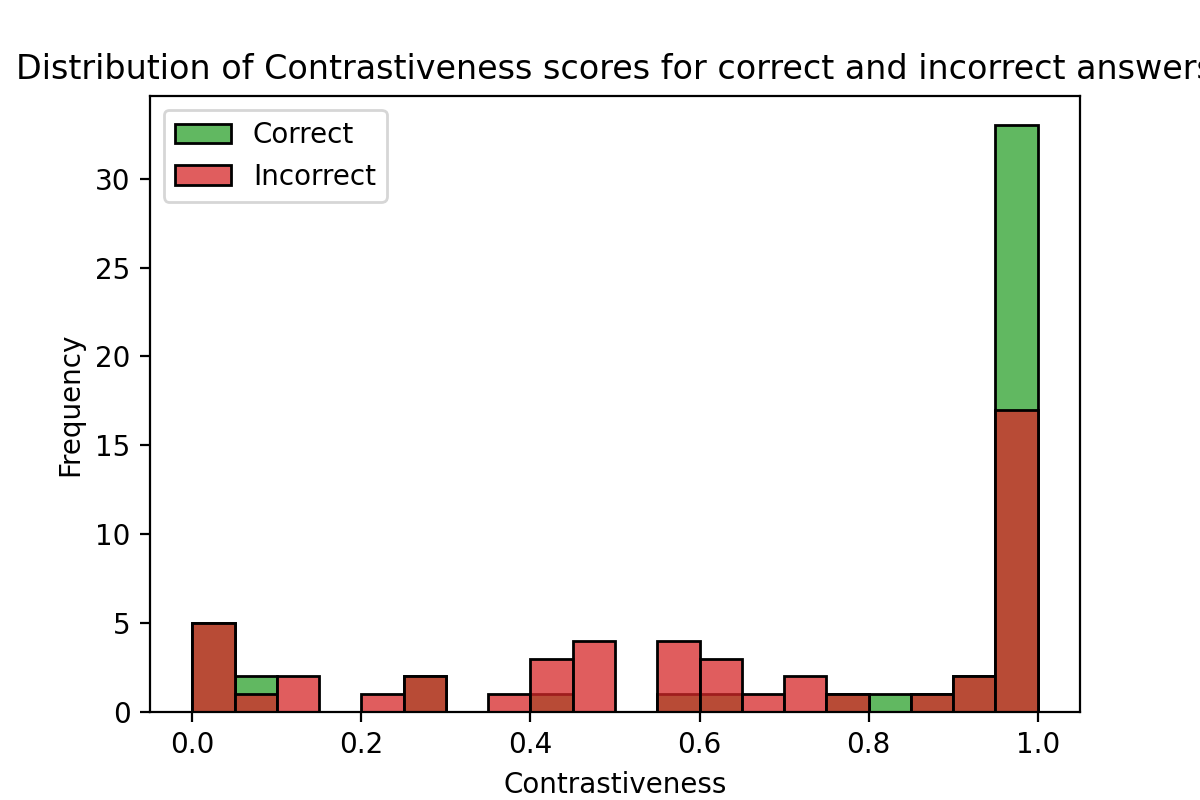 Distribution of Contrastiveness scores for correct and incorrect answers
Correct
Incorrect
Frequency
30
25
20
15
10
5
0
0.0 0.2 0.4 0.6 0.8 1.0
Contrastiveness